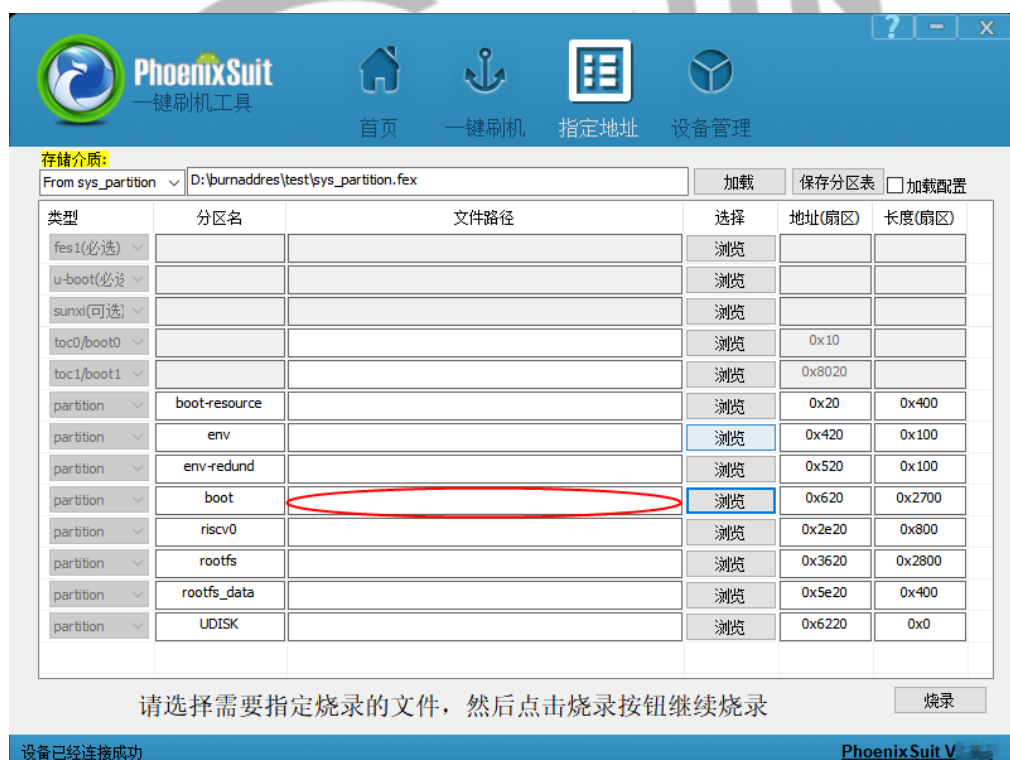 ? - X
PhoenixSuit
一键刷机工具
首页 一键刷机 指定地址 设备管理
存储介质:
From sys_partition D:\burnaddres\test\sys_partition.fex 加载 保存分区表 加载配置
类型 分区名 文件路径 选择 地址(扇区) 长度(扇区)
fes1(必选) 浏览
u-boot(必选 浏览
sunxi(可选) 浏览
toc0/boot0 浏览 0x10
toc1/boot1 浏览 0x8020
partition boot-resource 浏览 0x20 0x400
partition env 浏览 0x420 0x100
partition env-redund 浏览 0x520 0x100
partition boot 浏览 0x620 0x2700
partition riscv0 浏览 0x2e20 0x800
partition rootfs 浏览 0x3620 0x2800
partition rootfs_data 浏览 0x5e20 0x400
partition UDISK 浏览 0x6220 0x0
请选择需要指定烧录的文件，然后点击烧录按钮继续烧录 烧录
设备已经连接成功 PhoenixSuit V